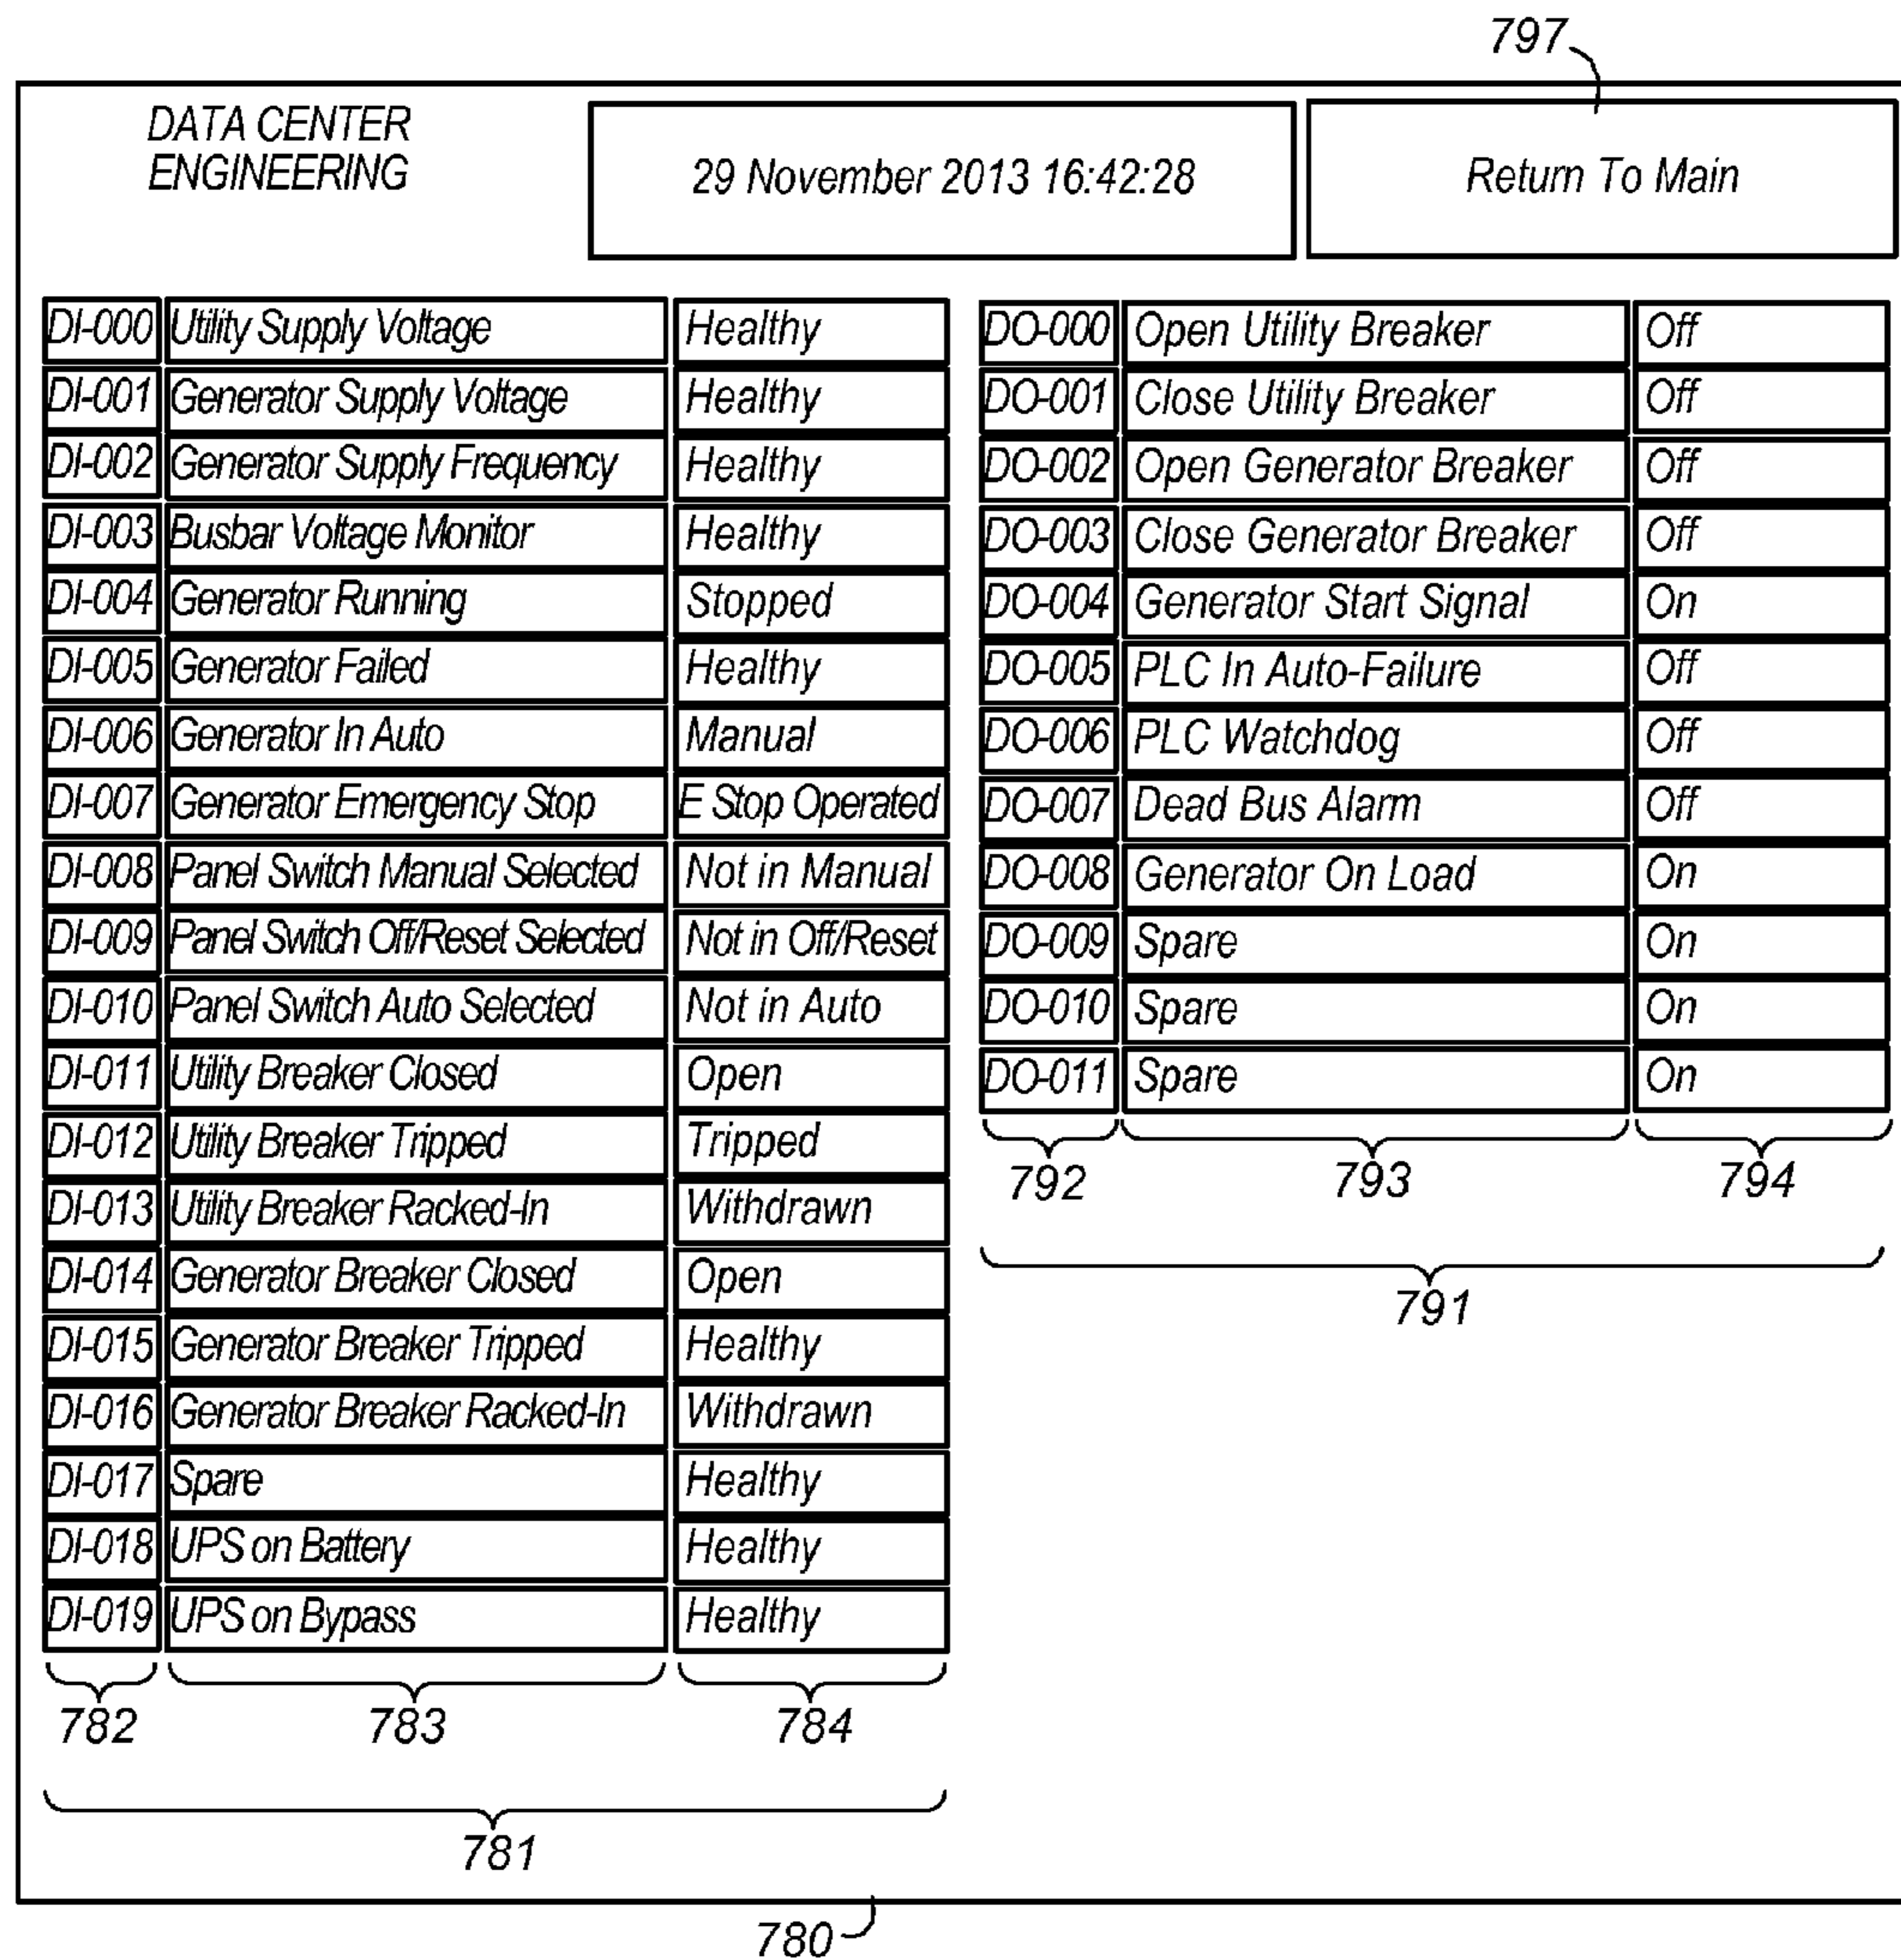 797
DATA CENTER
ENGINEERING
29 November 2013 16:42:28
Return To Main
DI-000 Utility Supply Voltage Healthy
DI-001 Generator Supply Voltage Healthy
DI-002 Generator Supply Frequency Healthy
DI-003 Busbar Voltage Monitor Healthy
DI-004 Generator Running Stopped
DI-005 Generator Failed Healthy
DI-006 Generator In Auto Manual
DI-007 Generator Emergency Stop E Stop Operated
DI-008 Panel Switch Manual Selected Not in Manual
DI-009 Panel Switch Off/Reset Selected Not in Off/Reset
DI-010 Panel Switch Auto Selected Not in Auto
DI-011 Utility Breaker Closed Open
DI-012 Utility Breaker Tripped Tripped
DI-013 Utility Breaker Racked-In Withdrawn
DI-014 Generator Breaker Closed Open
DI-015 Generator Breaker Tripped Healthy
DI-016 Generator Breaker Racked-In Withdrawn
DI-017 Spare Healthy
DI-018 UPS on Battery Healthy
DI-019 UPS on Bypass Healthy
782 783 784
781
DO-000 Open Utility Breaker Off
DO-001 Close Utility Breaker Off
DO-002 Open Generator Breaker Off
DO-003 Close Generator Breaker Off
DO-004 Generator Start Signal On
DO-005 PLC In Auto-Failure Off
DO-006 PLC Watchdog Off
DO-007 Dead Bus Alarm Off
DO-008 Generator On Load On
DO-009 Spare On
DO-010 Spare On
DO-011 Spare On
792 793 794
791
780